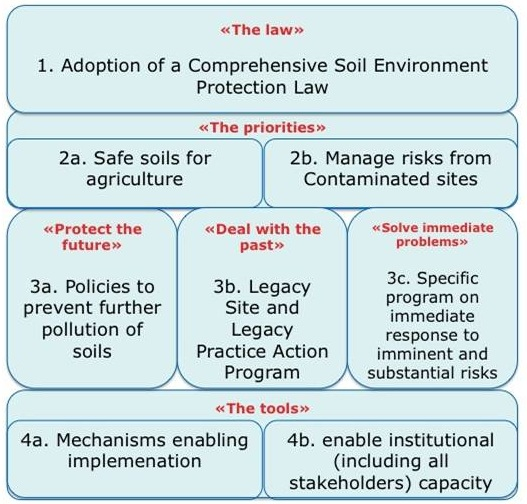 «The law»
1. Adoption of a Comprehensive Soil Environment
Protection Law
«The priorities»
2a. Safe soils for
agriculture
2b. Manage risks from
Contaminated sites
«Protect the
future»
3a. Policies to
prevent further
pollution of
soils
«Deal with the
past»
3b. Legacy
Site and
Legacy
Practice Action
Program
«Solve immediate
problems»
3c. Specific
program on
immediate
response to
imminent and
substantial risks
«The tools»
4a. Mechanisms enabling
implemenation
4b. enable institutional
(including all
stakeholders) capacity